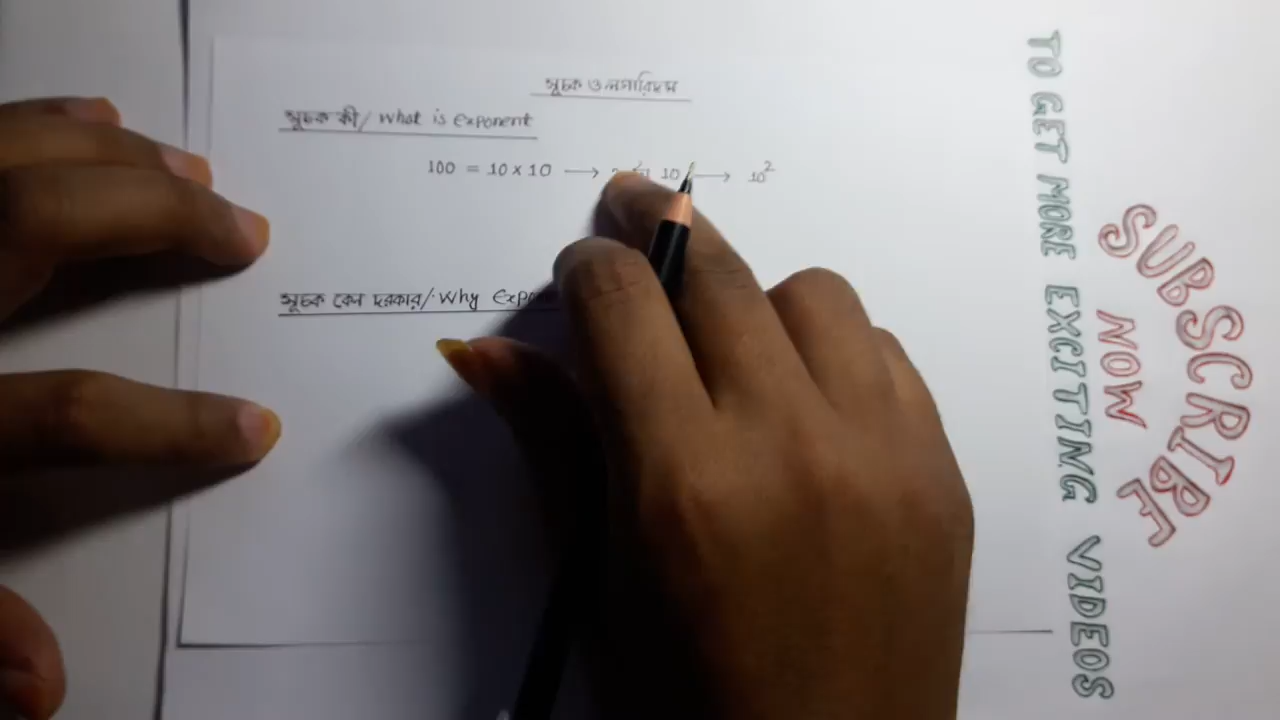 সূচক ও লগারিদম
সূচক কী / What is exponent
100 = 10 × 10 ⟶ 10 ⟶ 10²
সূচক কেন দরকার / Why
TO GET MORE EXCITING VIDEOS
SUBSCRIBE
NOW